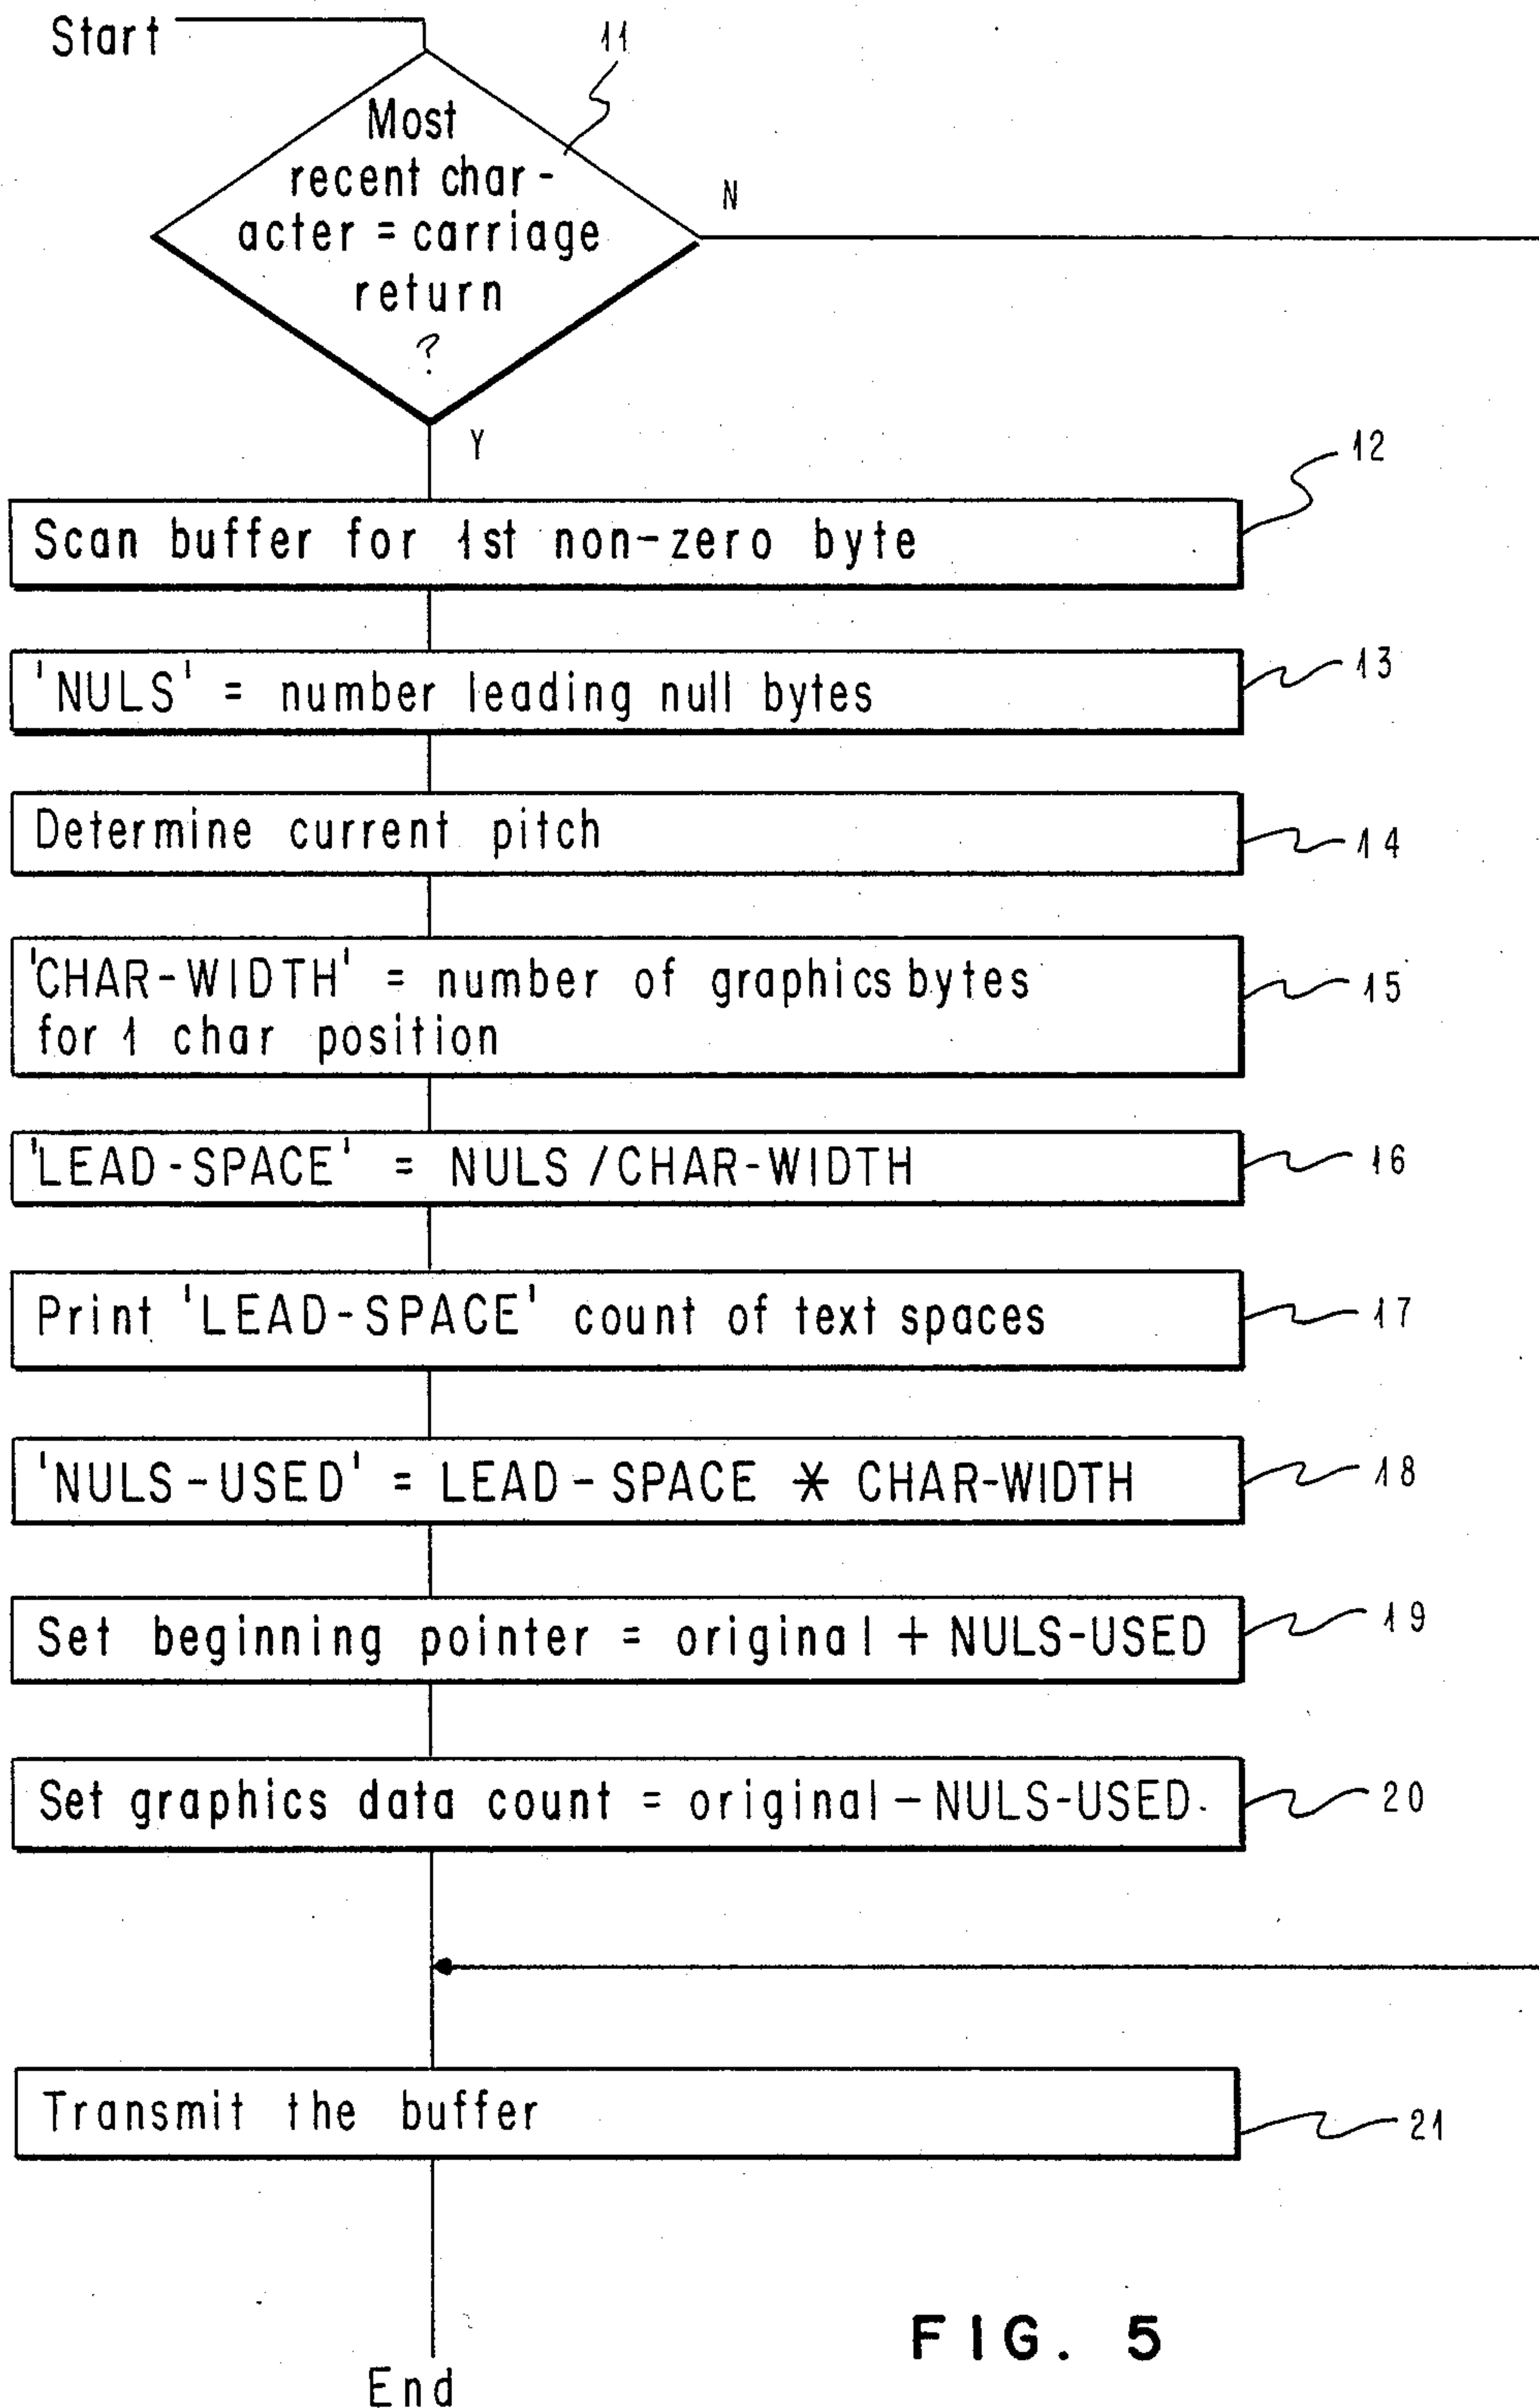 Start
11
Most
recent char-
acter = carriage
return
?
N
Y
12
Scan buffer for 1st non-zero byte
13
'NULS' = number leading null bytes
14
Determine current pitch
15
'CHAR-WIDTH' = number of graphics bytes
for 1 char position
16
'LEAD-SPACE' = NULS / CHAR-WIDTH
17
Print 'LEAD-SPACE' count of text spaces
18
'NULS-USED' = LEAD-SPACE * CHAR-WIDTH
19
Set beginning pointer = original + NULS-USED
20
Set graphics data count = original - NULS-USED
21
Transmit the buffer
End
FIG. 5